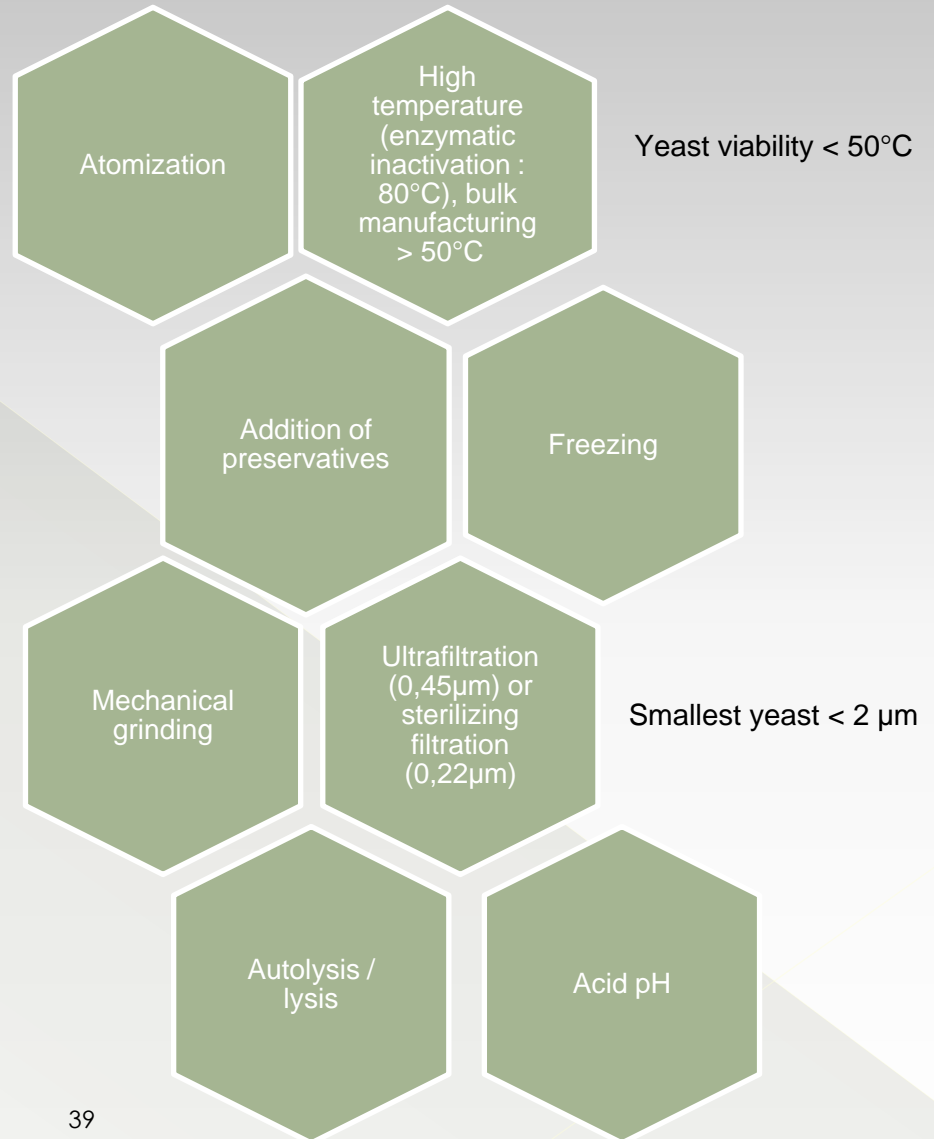 Atomization
High
temperature
(enzymatic
inactivation :
80°C), bulk
manufacturing
> 50°C
Yeast viability < 50°C
Addition of
preservatives
Freezing
Mechanical
grinding
Ultrafiltration
(0,45µm) or
sterilizing
filtration
(0,22µm)
Smallest yeast < 2 µm
Autolysis /
lysis
Acid pH
39